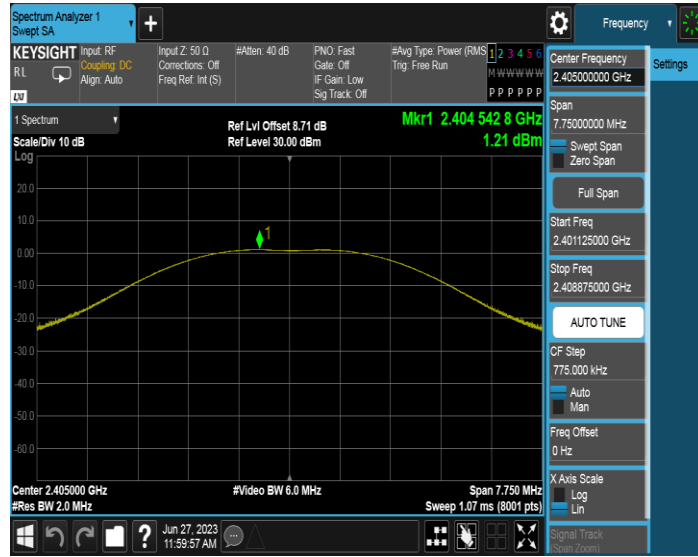 Spectrum Analyzer 1
Swept SA
Frequency
KEYSIGHT
RL
LXI
Input: RF
Coupling: DC
Align: Auto
Input Z: 50 Ω
Corrections: Off
Freq Ref: Int (S)
#Atten: 40 dB
PNO: Fast
Gate: Off
IF Gain: Low
Sig Track: Off
#Avg Type: Power (RMS
Trig: Free Run
1 2 3 4 5 6
M W W W W W
P P P P P P
1 Spectrum
Scale/Div 10 dB
Log
Ref Lvl Offset 8.71 dB
Ref Level 30.00 dBm
Mkr1 2.404 542 8 GHz
1.21 dBm
1
20.0
10.0
0.00
-10.0
-20.0
-30.0
-40.0
-50.0
-60.0
Center 2.405000 GHz
#Res BW 2.0 MHz
#Video BW 6.0 MHz
Span 7.750 MHz
Sweep 1.07 ms (8001 pts)
Jun 27, 2023
11:59:57 AM
Center Frequency
2.405000000 GHz
Settings
Span
7.75000000 MHz
Swept Span
Zero Span
Full Span
Start Freq
2.401125000 GHz
Stop Freq
2.408875000 GHz
AUTO TUNE
CF Step
775.000 kHz
Auto
Man
Freq Offset
0 Hz
X Axis Scale
Log
Lin
Signal Track
(Span Zoom)